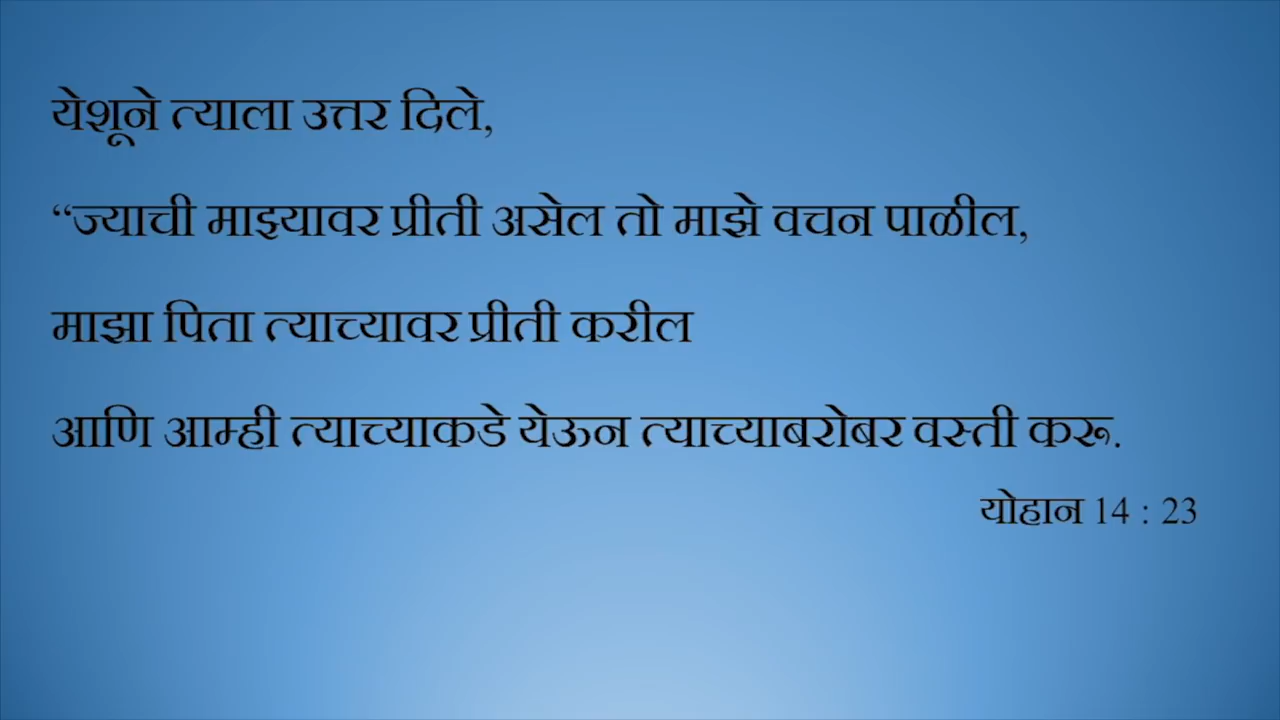 येशूने त्याला उत्तर दिले,
“ज्याची माझ्यावर प्रीती असेल तो माझे वचन पाळील,
माझा पिता त्याच्यावर प्रीती करील
आणि आम्ही त्याच्याकडे येऊन त्याच्याबरोबर वस्ती करू.
योहान 14 : 23